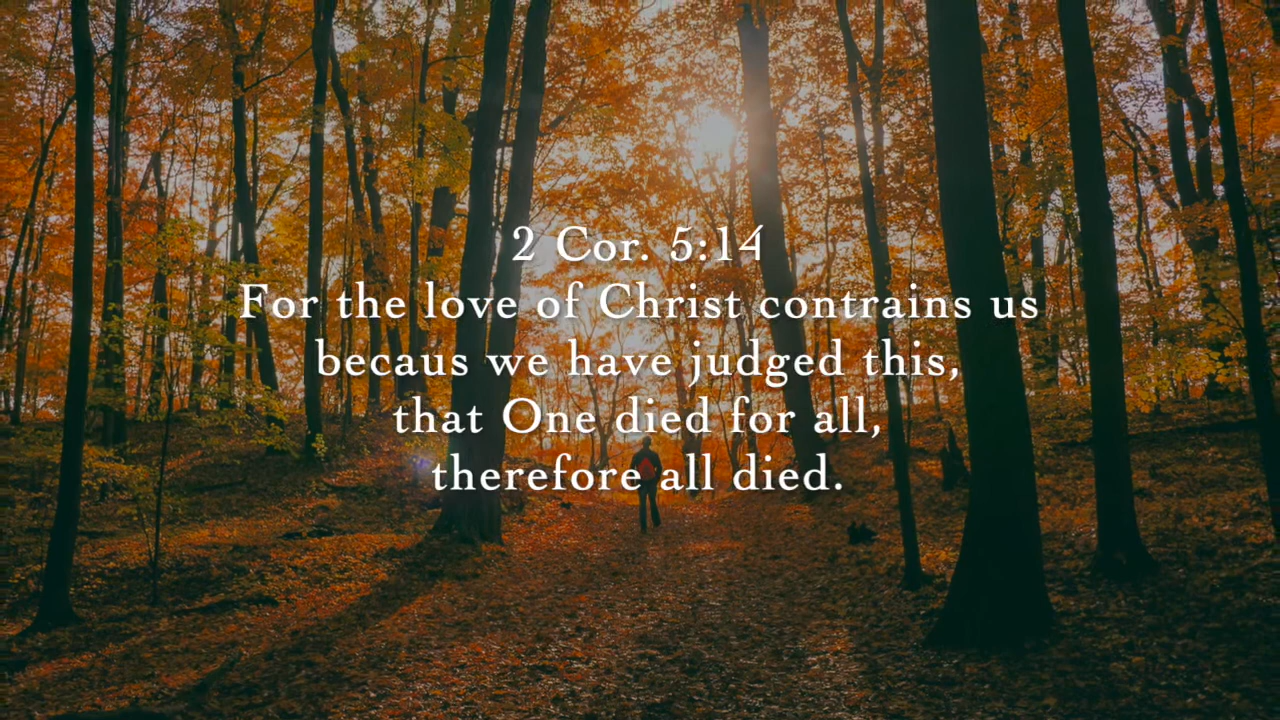 2 Cor. 5:14
For the love of Christ contrains us
becaus we have judged this,
that One died for all,
therefore all died.